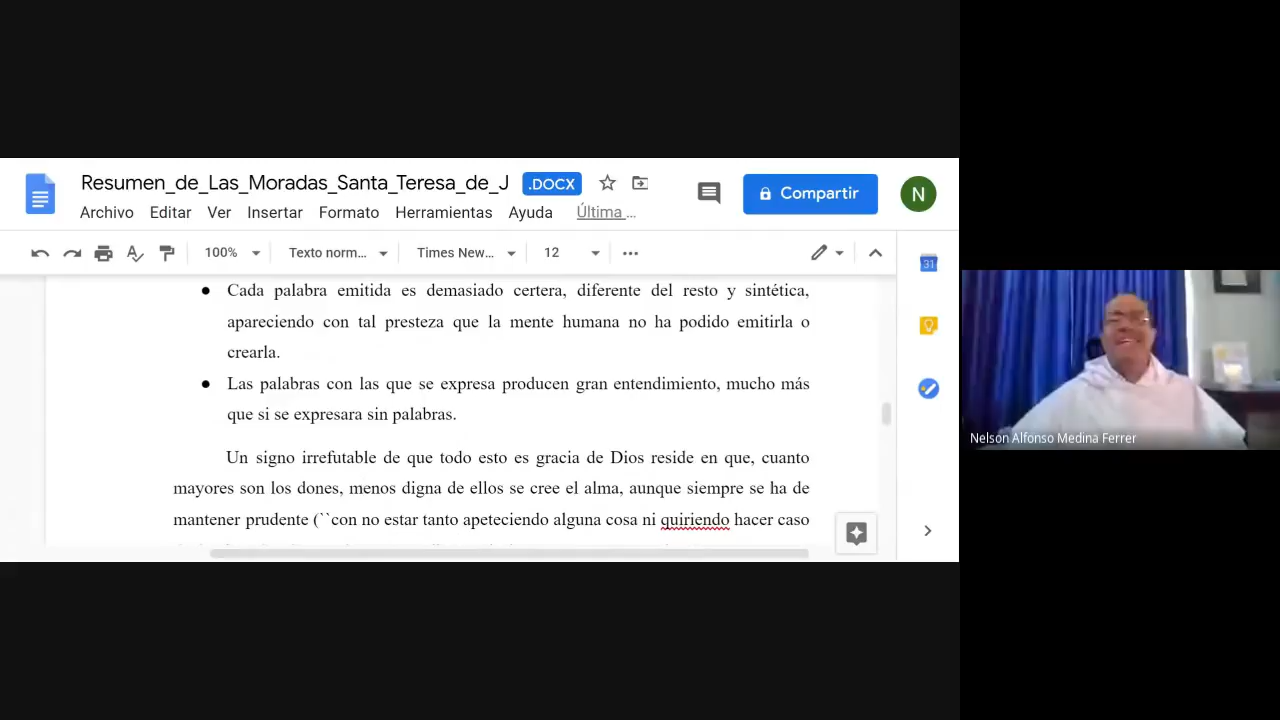 Resumen_de_Las_Moradas_Santa_Teresa_de_J .DOCX
Compartir
N
Archivo Editar Ver Insertar Formato Herramientas Ayuda Última ...
100% Texto norm... Times New... 12
31
● Cada palabra emitida es demasiado certera, diferente del resto y sintética,
apareciendo con tal presteza que la mente humana no ha podido emitirla o
crearla.
● Las palabras con las que se expresa producen gran entendimiento, mucho más
que si se expresara sin palabras.
Un signo irrefutable de que todo esto es gracia de Dios reside en que, cuanto
mayores son los dones, menos digna de ellos se cree el alma, aunque siempre se ha de
mantener prudente (``con no estar tanto apeteciendo alguna cosa ni quiriendo hacer caso
Nelson Alfonso Medina Ferrer